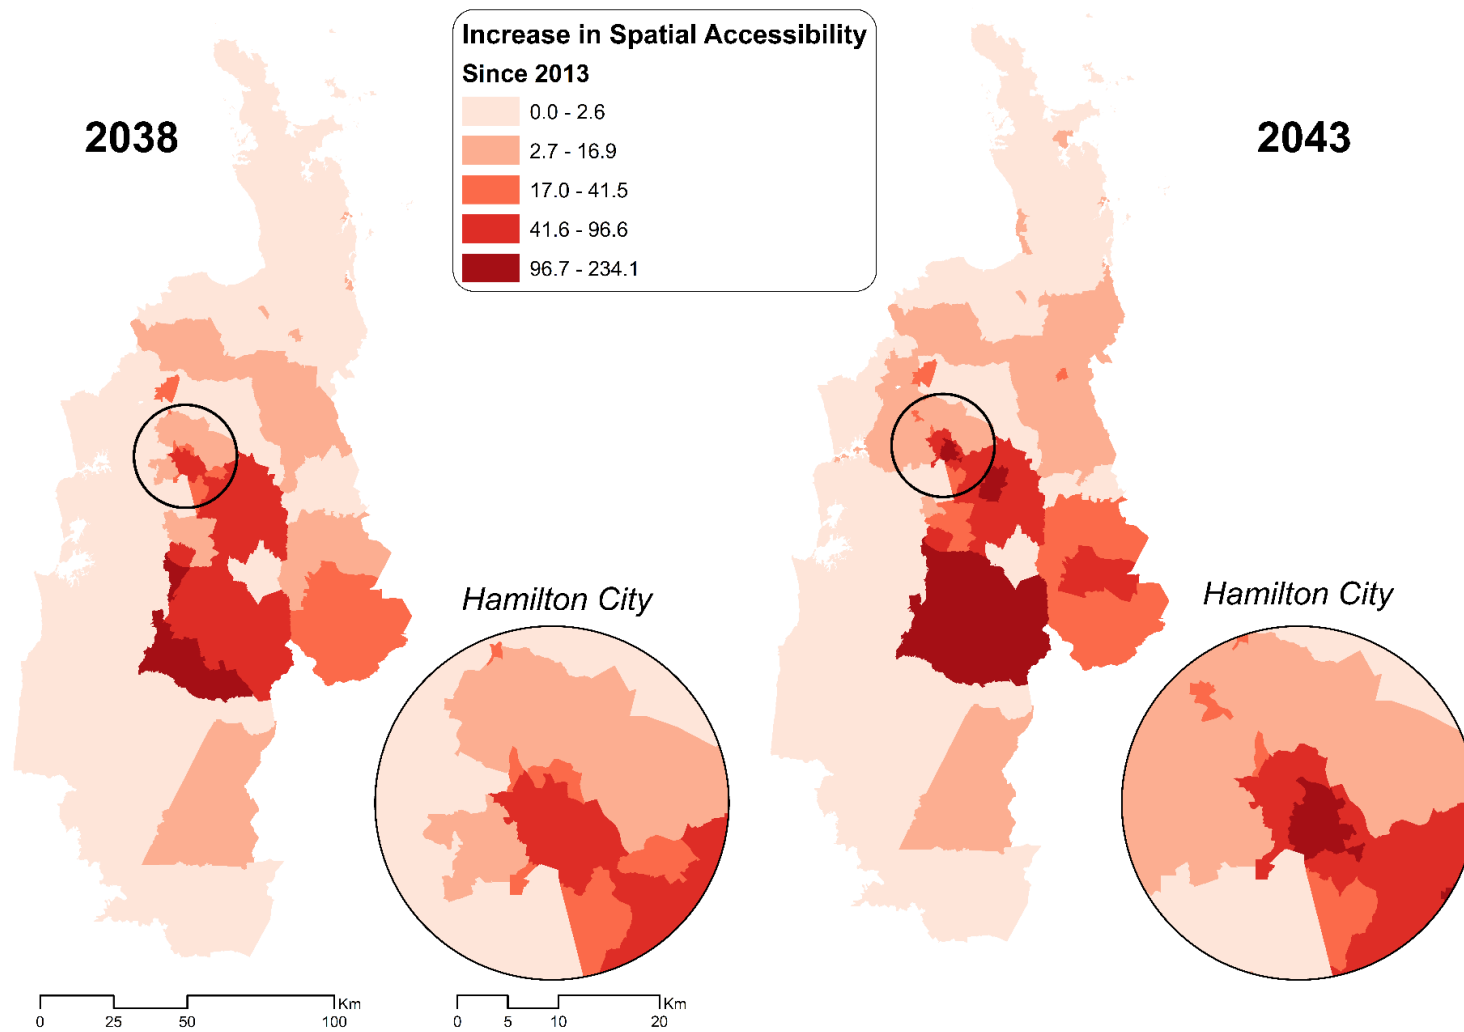 Increase in Spatial Accessibility
Since 2013
0.0 - 2.6
2.7 - 16.9
17.0 - 41.5
41.6 - 96.6
96.7 - 234.1
2038
2043
Hamilton City
Hamilton City
Km
0 25 50 100
Km
0 5 10 20